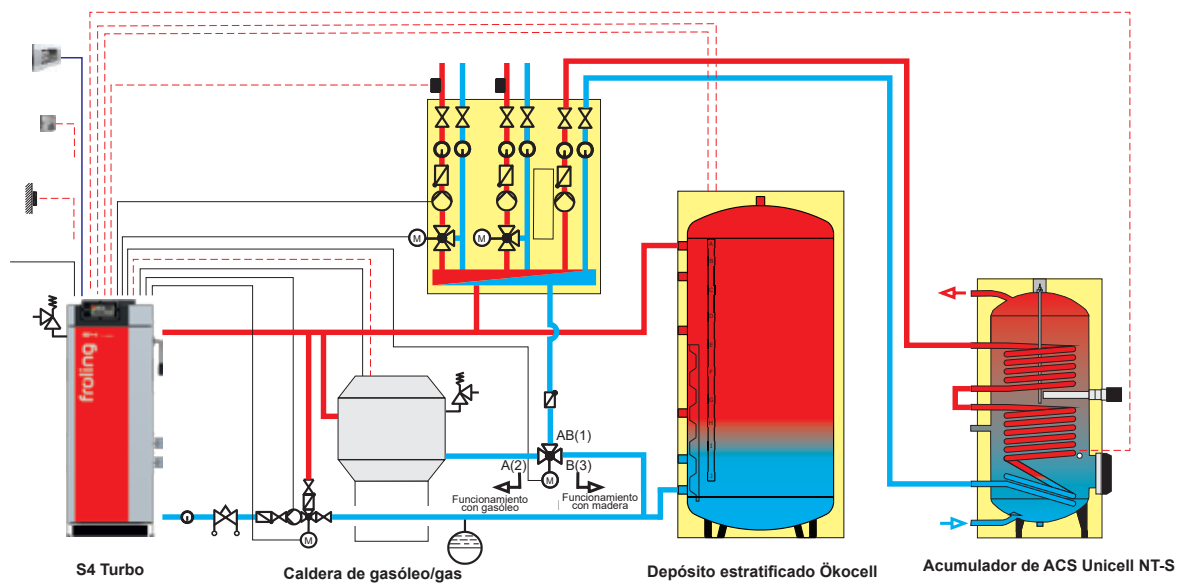 M
M
froling
A
AB(1)
A(2)
B(3)
M
Funcionamiento
con gasóleo
Funcionamiento
con madera
M
A
S4 Turbo
Caldera de gasóleo/gas
Depósito estratificado Ökocell
Acumulador de ACS Unicell NT-S